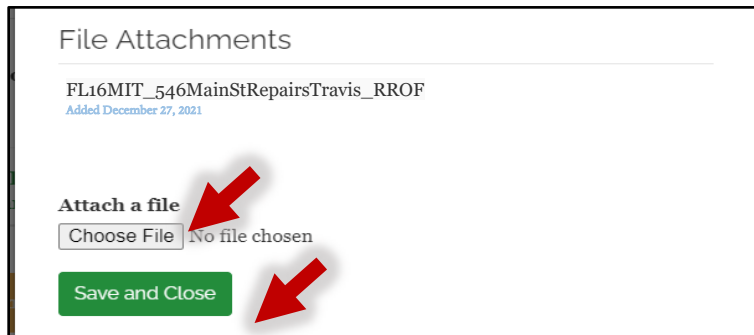 File Attachments
FL16MIT_546MainStRepairsTravis_RROF
Added December 27, 2021
Attach a file
Choose File No file chosen
Save and Close